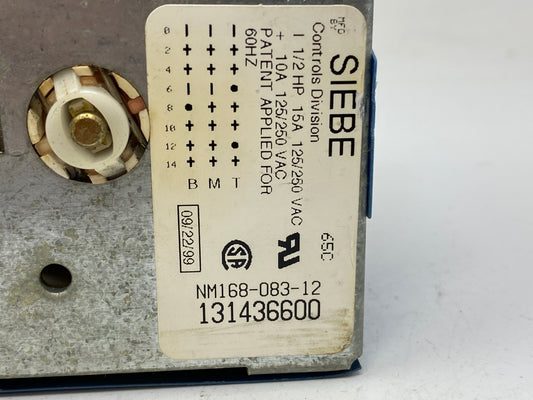 MFD BY
SIEBE
Controls Division
I 1/2 HP 15A 125/250 VAC
+ 10A 125/250 VAC
PATENT APPLIED FOR
60HZ
0 2 4 6 8 10 12 14
T
M
B
65C
09/22/99
NM168-083-12
131436600